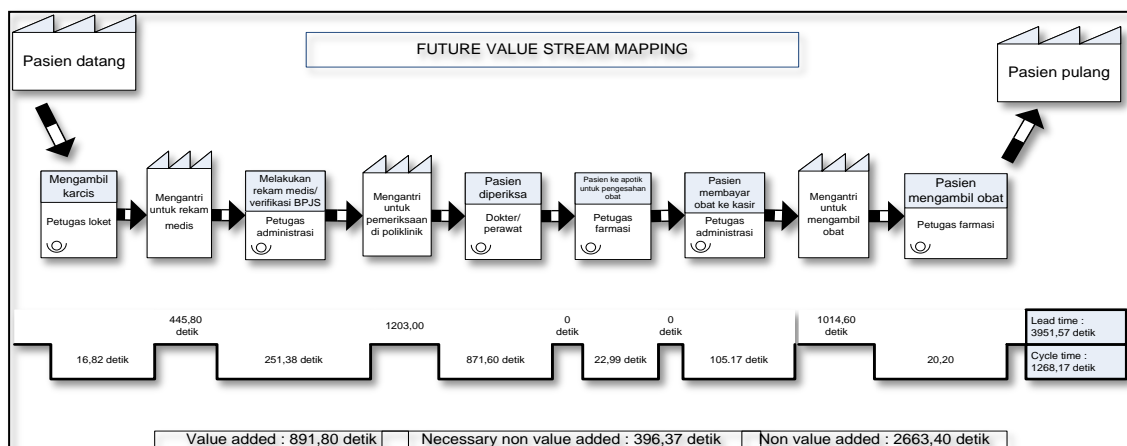 FUTURE VALUE STREAM MAPPING
Pasien datang
Pasien pulang
Mengambil
karcis
Petugas loket
Mengantri
untuk rekam
medis
Melakukan
rekam medis/
verifikasi BPJS
Petugas
administrasi
Mengantri
untuk
pemeriksaan
di poliklinik
Pasien
diperiksa
Dokter/
perawat
Pasien ke apotik
untuk pengesahan
obat
Petugas
farmasi
Pasien
membayar
obat ke kasir
Petugas
administrasi
Mengantri
untuk
mengambil
obat
Pasien
mengambil obat
Petugas farmasi
445,80
detik
1203,00
0
detik
0
detik
1014,60
detik
Lead time :
3951,57 detik
16,82 detik
251,38 detik
871,60 detik
22,99 detik
105.17 detik
20,20
Cycle time :
1268,17 detik
Value added : 891,80 detik
Necessary non value added : 396,37 detik
Non value added : 2663,40 detik